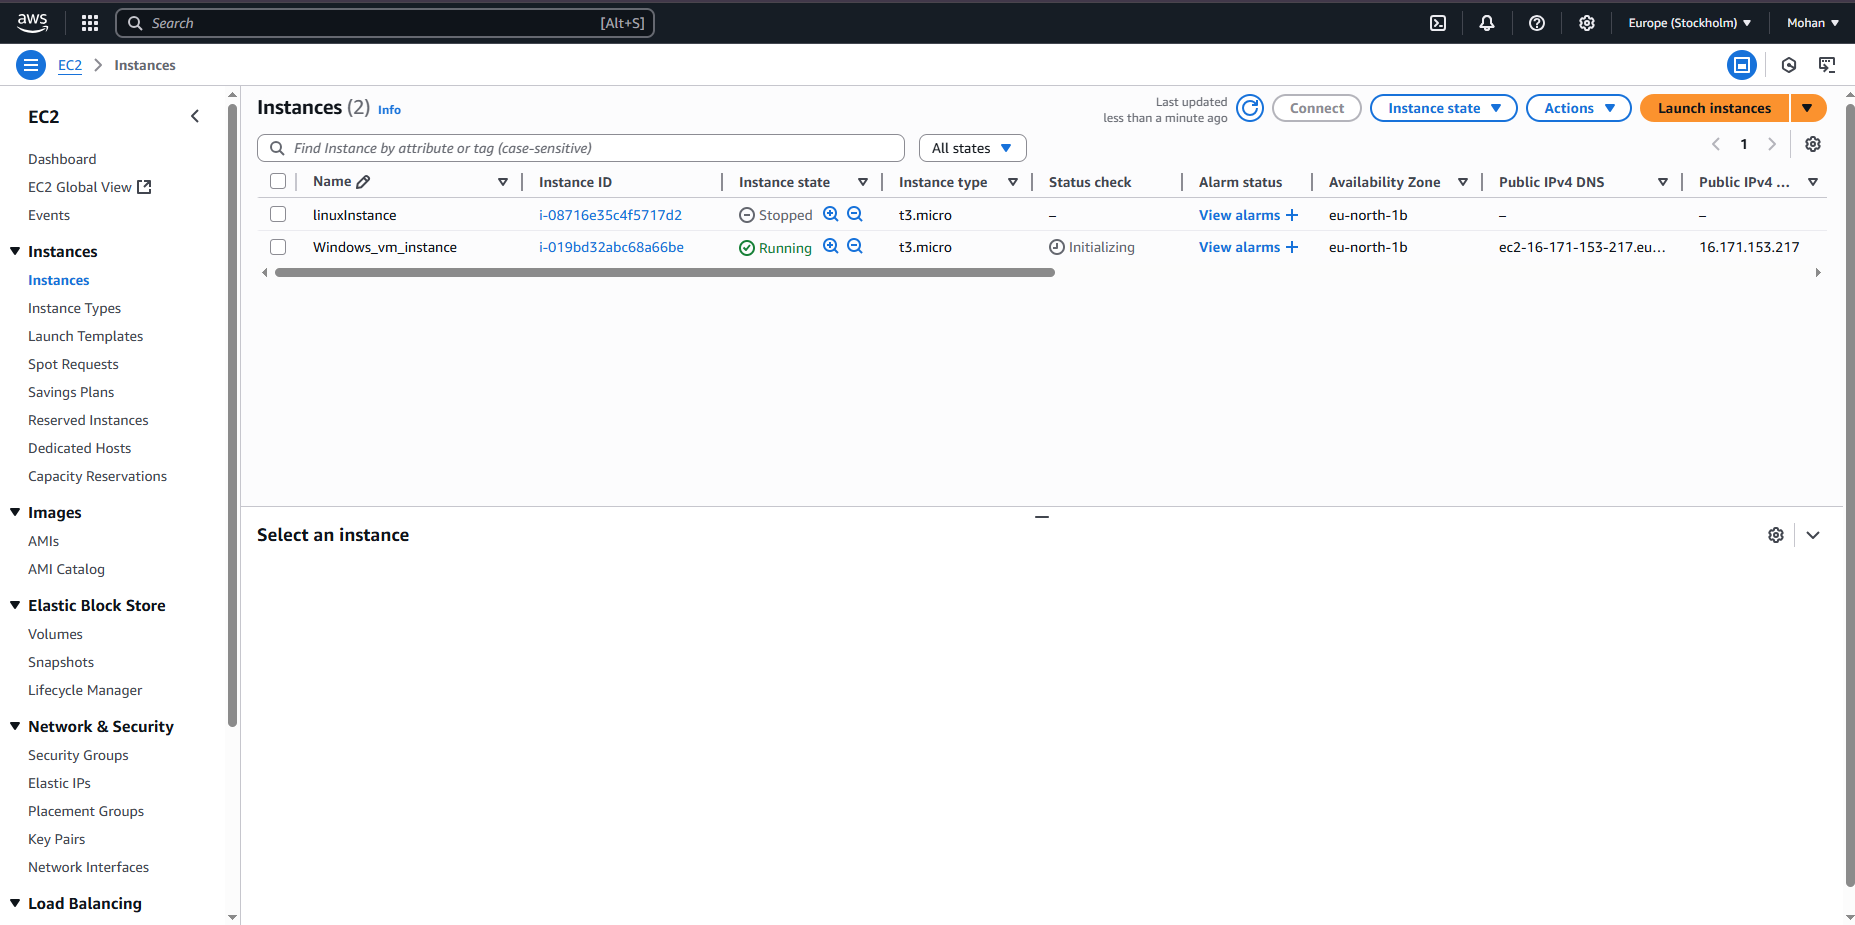 aws
Search [Alt+S]
Europe (Stockholm)
Mohan
EC2 Instances
EC2
Dashboard
EC2 Global View
Events
Instances
Instances
Instance Types
Launch Templates
Spot Requests
Savings Plans
Reserved Instances
Dedicated Hosts
Capacity Reservations
Images
AMIs
AMI Catalog
Elastic Block Store
Volumes
Snapshots
Lifecycle Manager
Network & Security
Security Groups
Elastic IPs
Placement Groups
Key Pairs
Network Interfaces
Load Balancing
Instances (2) Info
Last updated
less than a minute ago
Connect
Instance state
Actions
Launch instances
Find Instance by attribute or tag (case-sensitive)
All states
1
Name Instance ID Instance state Instance type Status check Alarm status Availability Zone Public IPv4 DNS Public IPv4 ...
linuxInstance i-08716e35c4f5717d2 Stopped t3.micro – View alarms + eu-north-1b – –
Windows_vm_instance i-019bd32abc68a66be Running t3.micro Initializing View alarms + eu-north-1b ec2-16-171-153-217.eu... 16.171.153.217
Select an instance